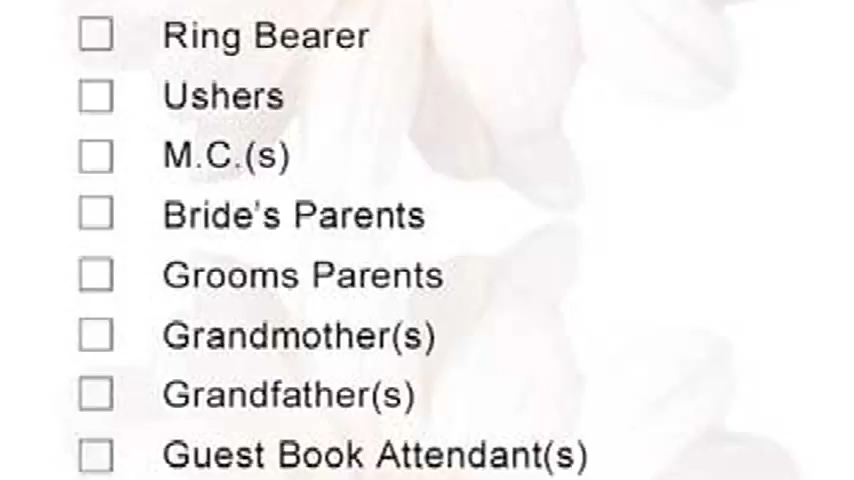 Ring Bearer
Ushers
M.C.(s)
Bride's Parents
Grooms Parents
Grandmother(s)
Grandfather(s)
Guest Book Attendant(s)